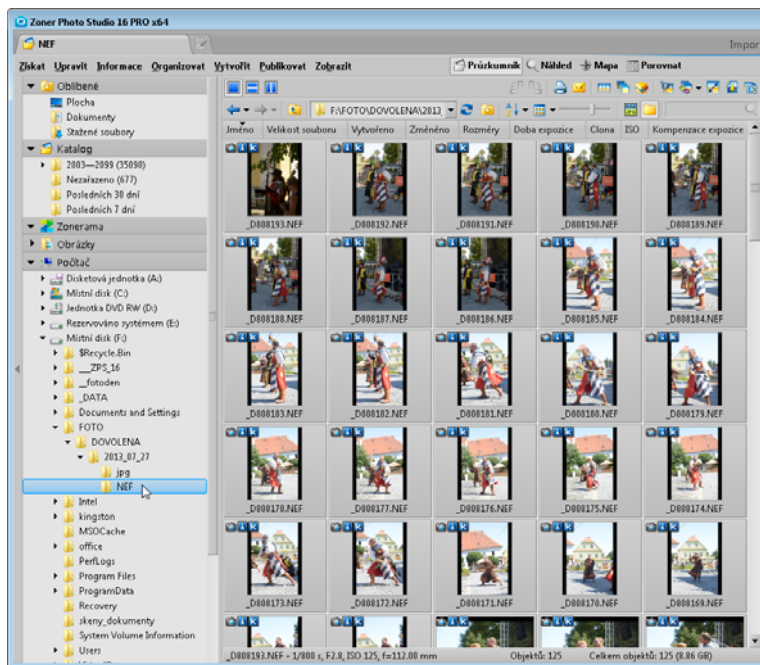 Zoner Photo Studio 16 PRO x64
NEF
Impor
Získat Upravit Informace Organizovat Vytvořit Publikovat Zobrazit Průzkumník Náhled Mapa Porovnat
Oblíbené
Plocha
Dokumenty
Stažené soubory
Katalog
2003—2099 (35090)
Nezařazeno (677)
Posledních 30 dní
Posledních 7 dní
Zonerama
Obrázky
Počítač
Disketová jednotka (A:)
Místní disk (C:)
Jednotka DVD RW (D:)
Rezervováno systémem (E:)
Místní disk (F:)
$Recycle.Bin
__ZPS_16
__fotoden
_DATA
Documents and Settings
FOTO
DOVOLENA
2013_07_27
jpg
NEF
Intel
kingston
MSOCache
office
PerfLogs
Program Files
ProgramData
Recovery
skeny_dokumenty
System Volume Information
Users
F:\FOTO\DOVOLENA\2013_
Jméno Velikost souboru Vytvořeno Změněno Rozměry Doba expozice Clona ISO Kompenzace expozice
_D808193.NEF _D808192.NEF _D808191.NEF _D808190.NEF _D808189.NEF
_D808188.NEF _D808187.NEF _D808186.NEF _D808185.NEF _D808184.NEF
_D808183.NEF _D808182.NEF _D808181.NEF _D808180.NEF _D808179.NEF
_D808178.NEF _D808177.NEF _D808176.NEF _D808175.NEF _D808174.NEF
_D808173.NEF _D808172.NEF _D808171.NEF _D808170.NEF _D808169.NEF
_D808193.NEF - 1/800 s, F2.8, ISO 125, f=112.00 mm Objektů: 125 Celkem objektů: 125 (8.86 GB)